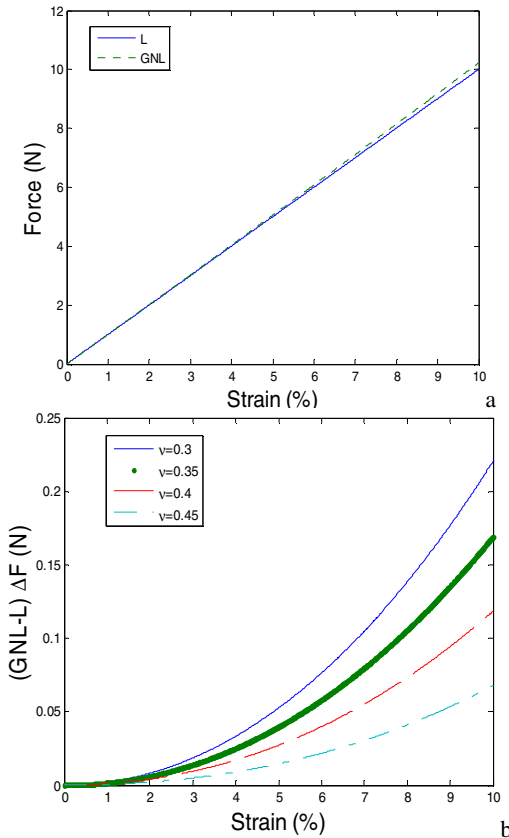 12
10
8
6
4
2
0
Force (N)
L
GNL
0 1 2 3 4 5 6 7 8 9 10
Strain (%)
a
0.25
0.2
0.15
0.1
0.05
0
(GNL-L) ΔF (N)
ν=0.3
ν=0.35
ν=0.4
ν=0.45
0 1 2 3 4 5 6 7 8 9 10
Strain (%)
b